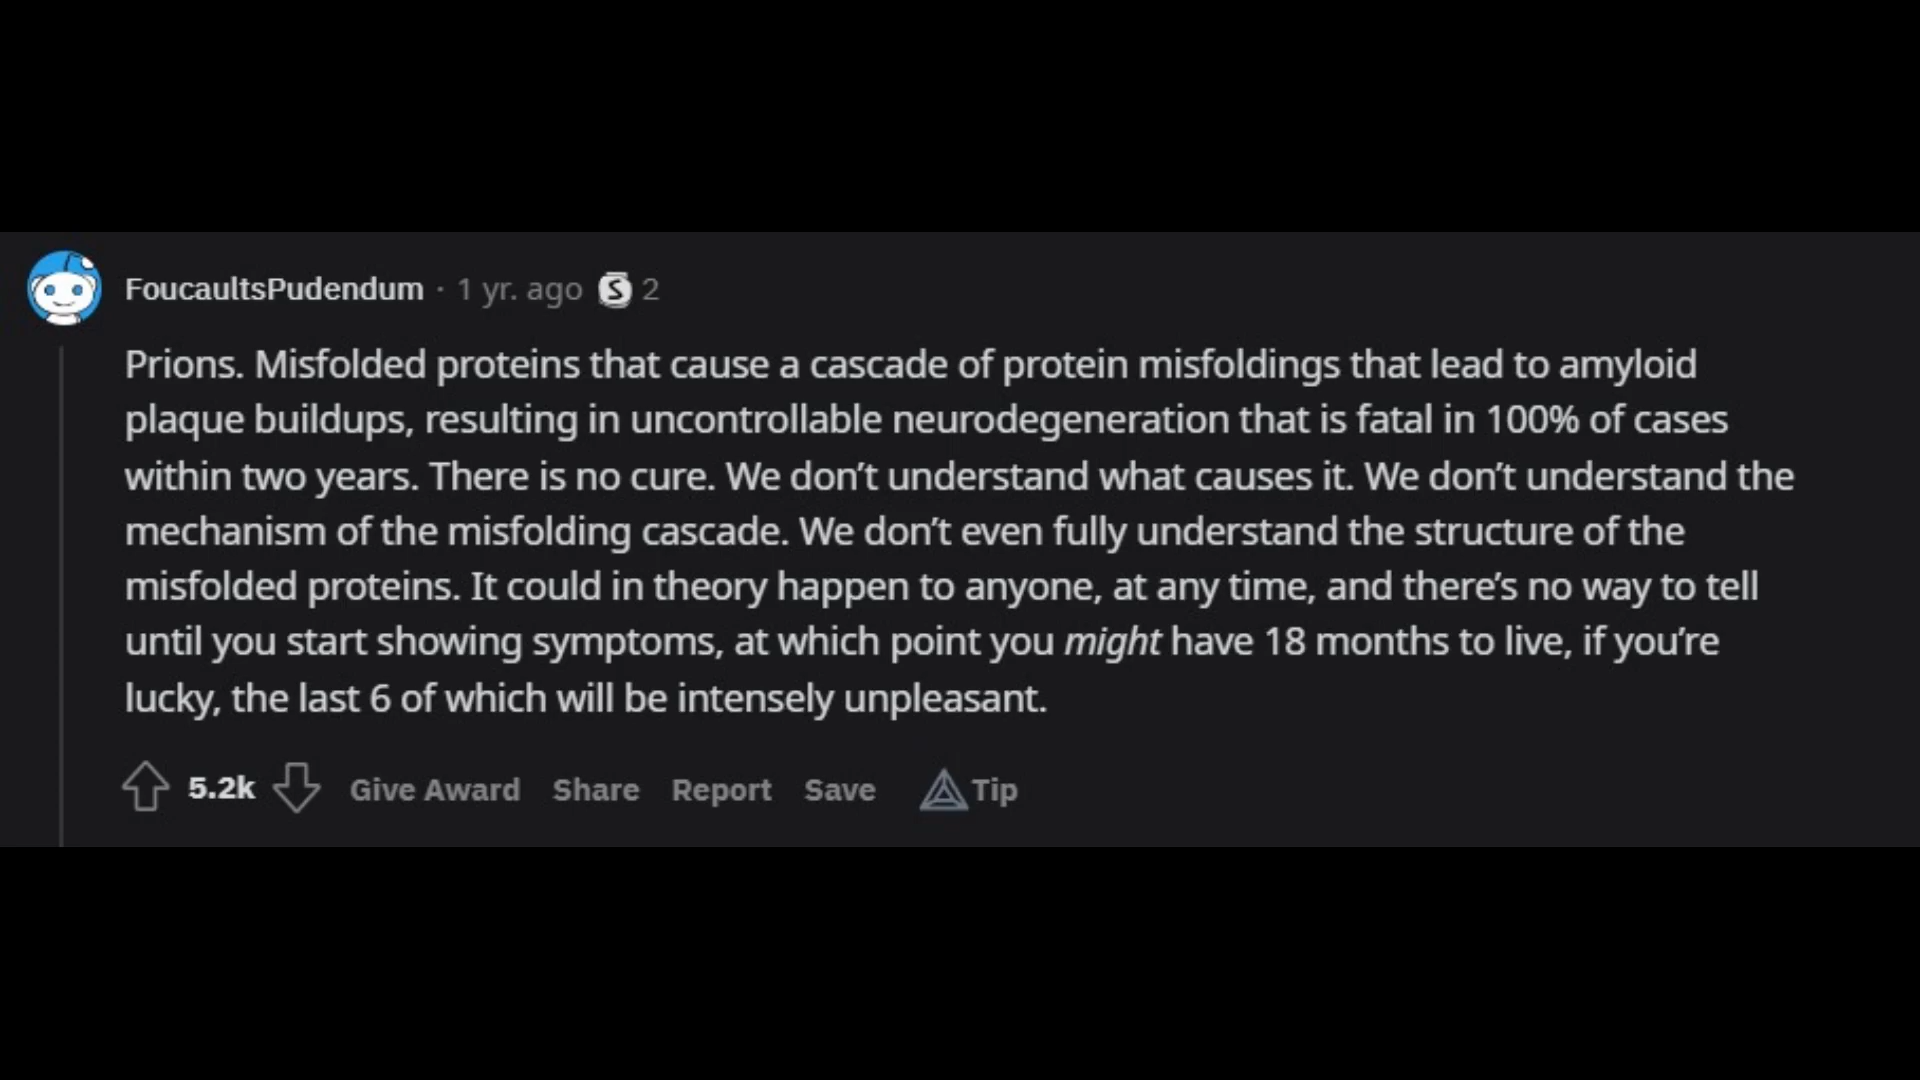 FoucaultsPudendum · 1 yr. ago S 2
Prions. Misfolded proteins that cause a cascade of protein misfoldings that lead to amyloid
plaque buildups, resulting in uncontrollable neurodegeneration that is fatal in 100% of cases
within two years. There is no cure. We don’t understand what causes it. We don’t understand the
mechanism of the misfolding cascade. We don’t even fully understand the structure of the
misfolded proteins. It could in theory happen to anyone, at any time, and there’s no way to tell
until you start showing symptoms, at which point you might have 18 months to live, if you’re
lucky, the last 6 of which will be intensely unpleasant.
5.2k Give Award Share Report Save Tip